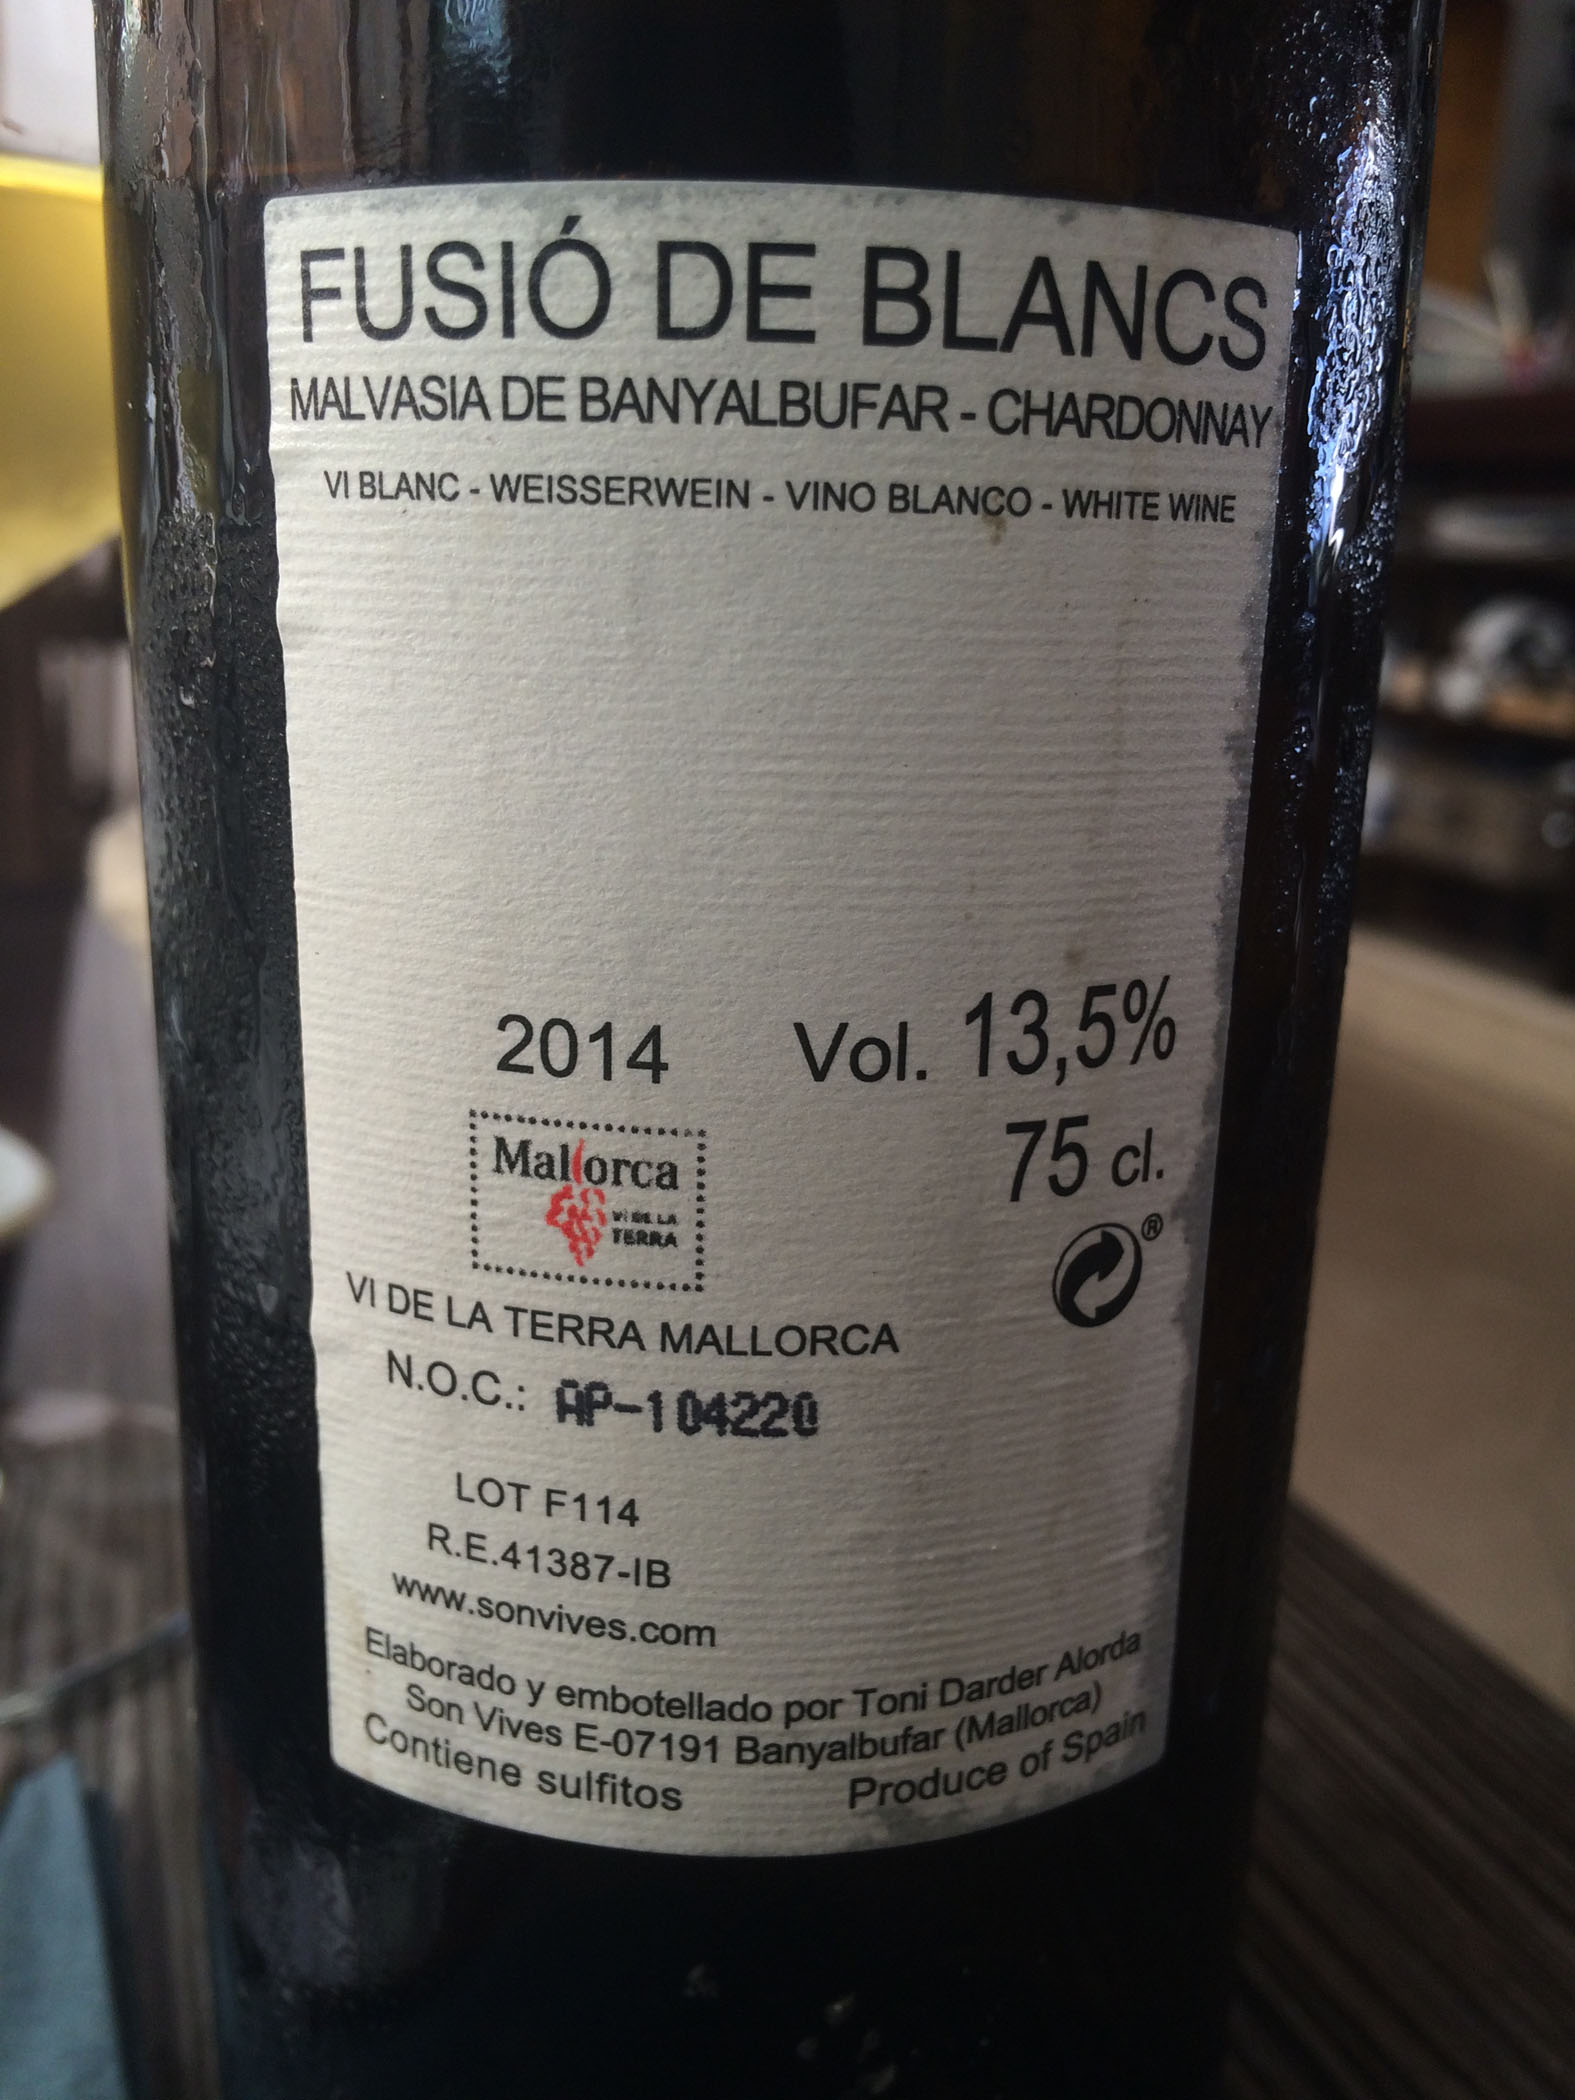 FUSIÓ DE BLANCS
MALVASIA DE BANYALBUFAR - CHARDONNAY
VI BLANC - WEISSERWEIN - VINO BLANCO - WHITE WINE
2014 Vol. 13,5%
75 cl.
Mallorca
VI DE LA
TERRA
®
VI DE LA TERRA MALLORCA
N.O.C.: AP-104220
LOT F114
R.E.41387-IB
www.sonvives.com
Elaborado y embotellado por Toni Darder Alorda
Son Vives E-07191 Banyalbufar (Mallorca)
Contiene sulfitos Produce of Spain